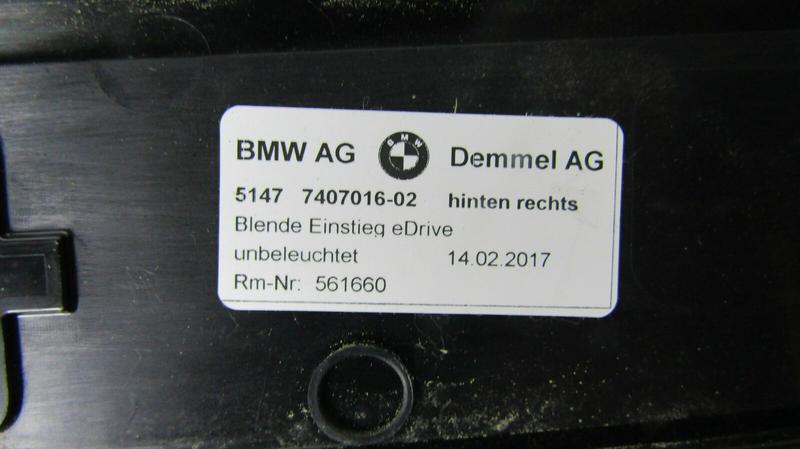 BMW AG BMW Demmel AG
5147 7407016-02 hinten rechts
Blende Einstieg eDrive
unbeleuchtet 14.02.2017
Rm-Nr: 561660